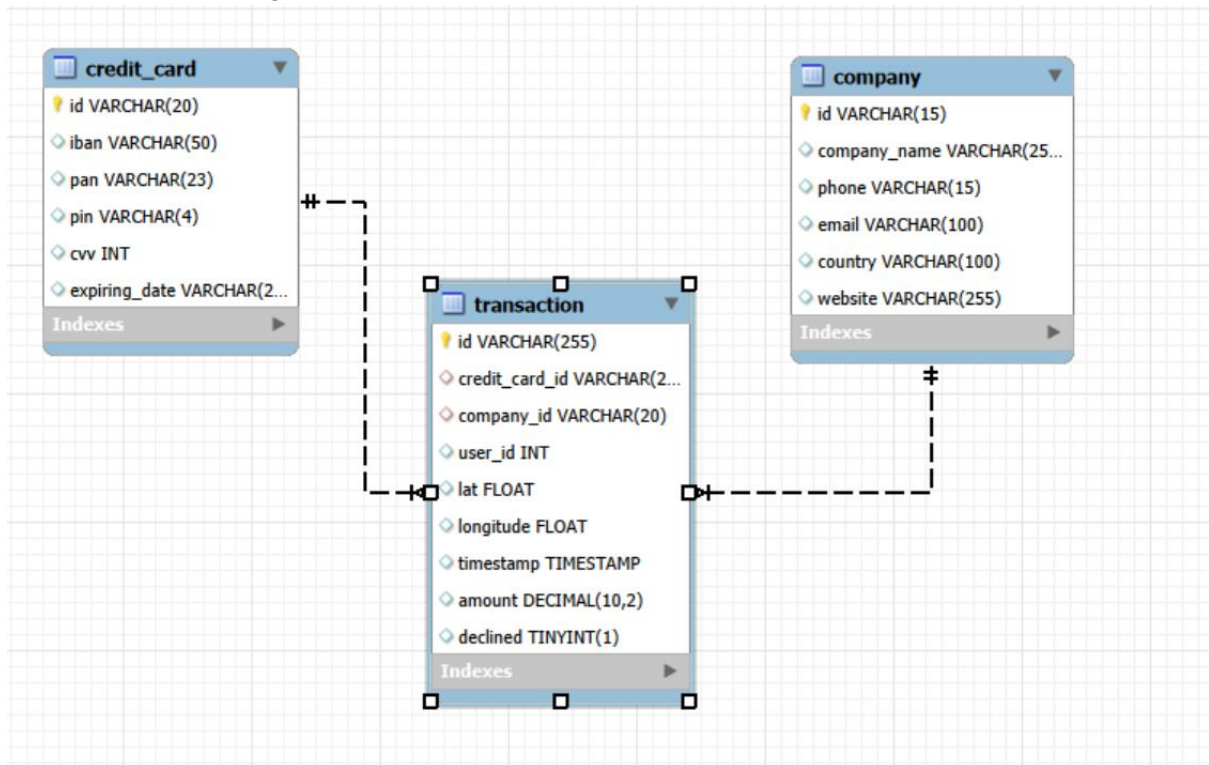 credit_card
id VARCHAR(20)
iban VARCHAR(50)
pan VARCHAR(23)
pin VARCHAR(4)
cvv INT
expiring_date VARCHAR(2...
Indexes
company
id VARCHAR(15)
company_name VARCHAR(25...
phone VARCHAR(15)
email VARCHAR(100)
country VARCHAR(100)
website VARCHAR(255)
Indexes
transaction
id VARCHAR(255)
credit_card_id VARCHAR(2...
company_id VARCHAR(20)
user_id INT
lat FLOAT
longitude FLOAT
timestamp TIMESTAMP
amount DECIMAL(10,2)
declined TINYINT(1)
Indexes